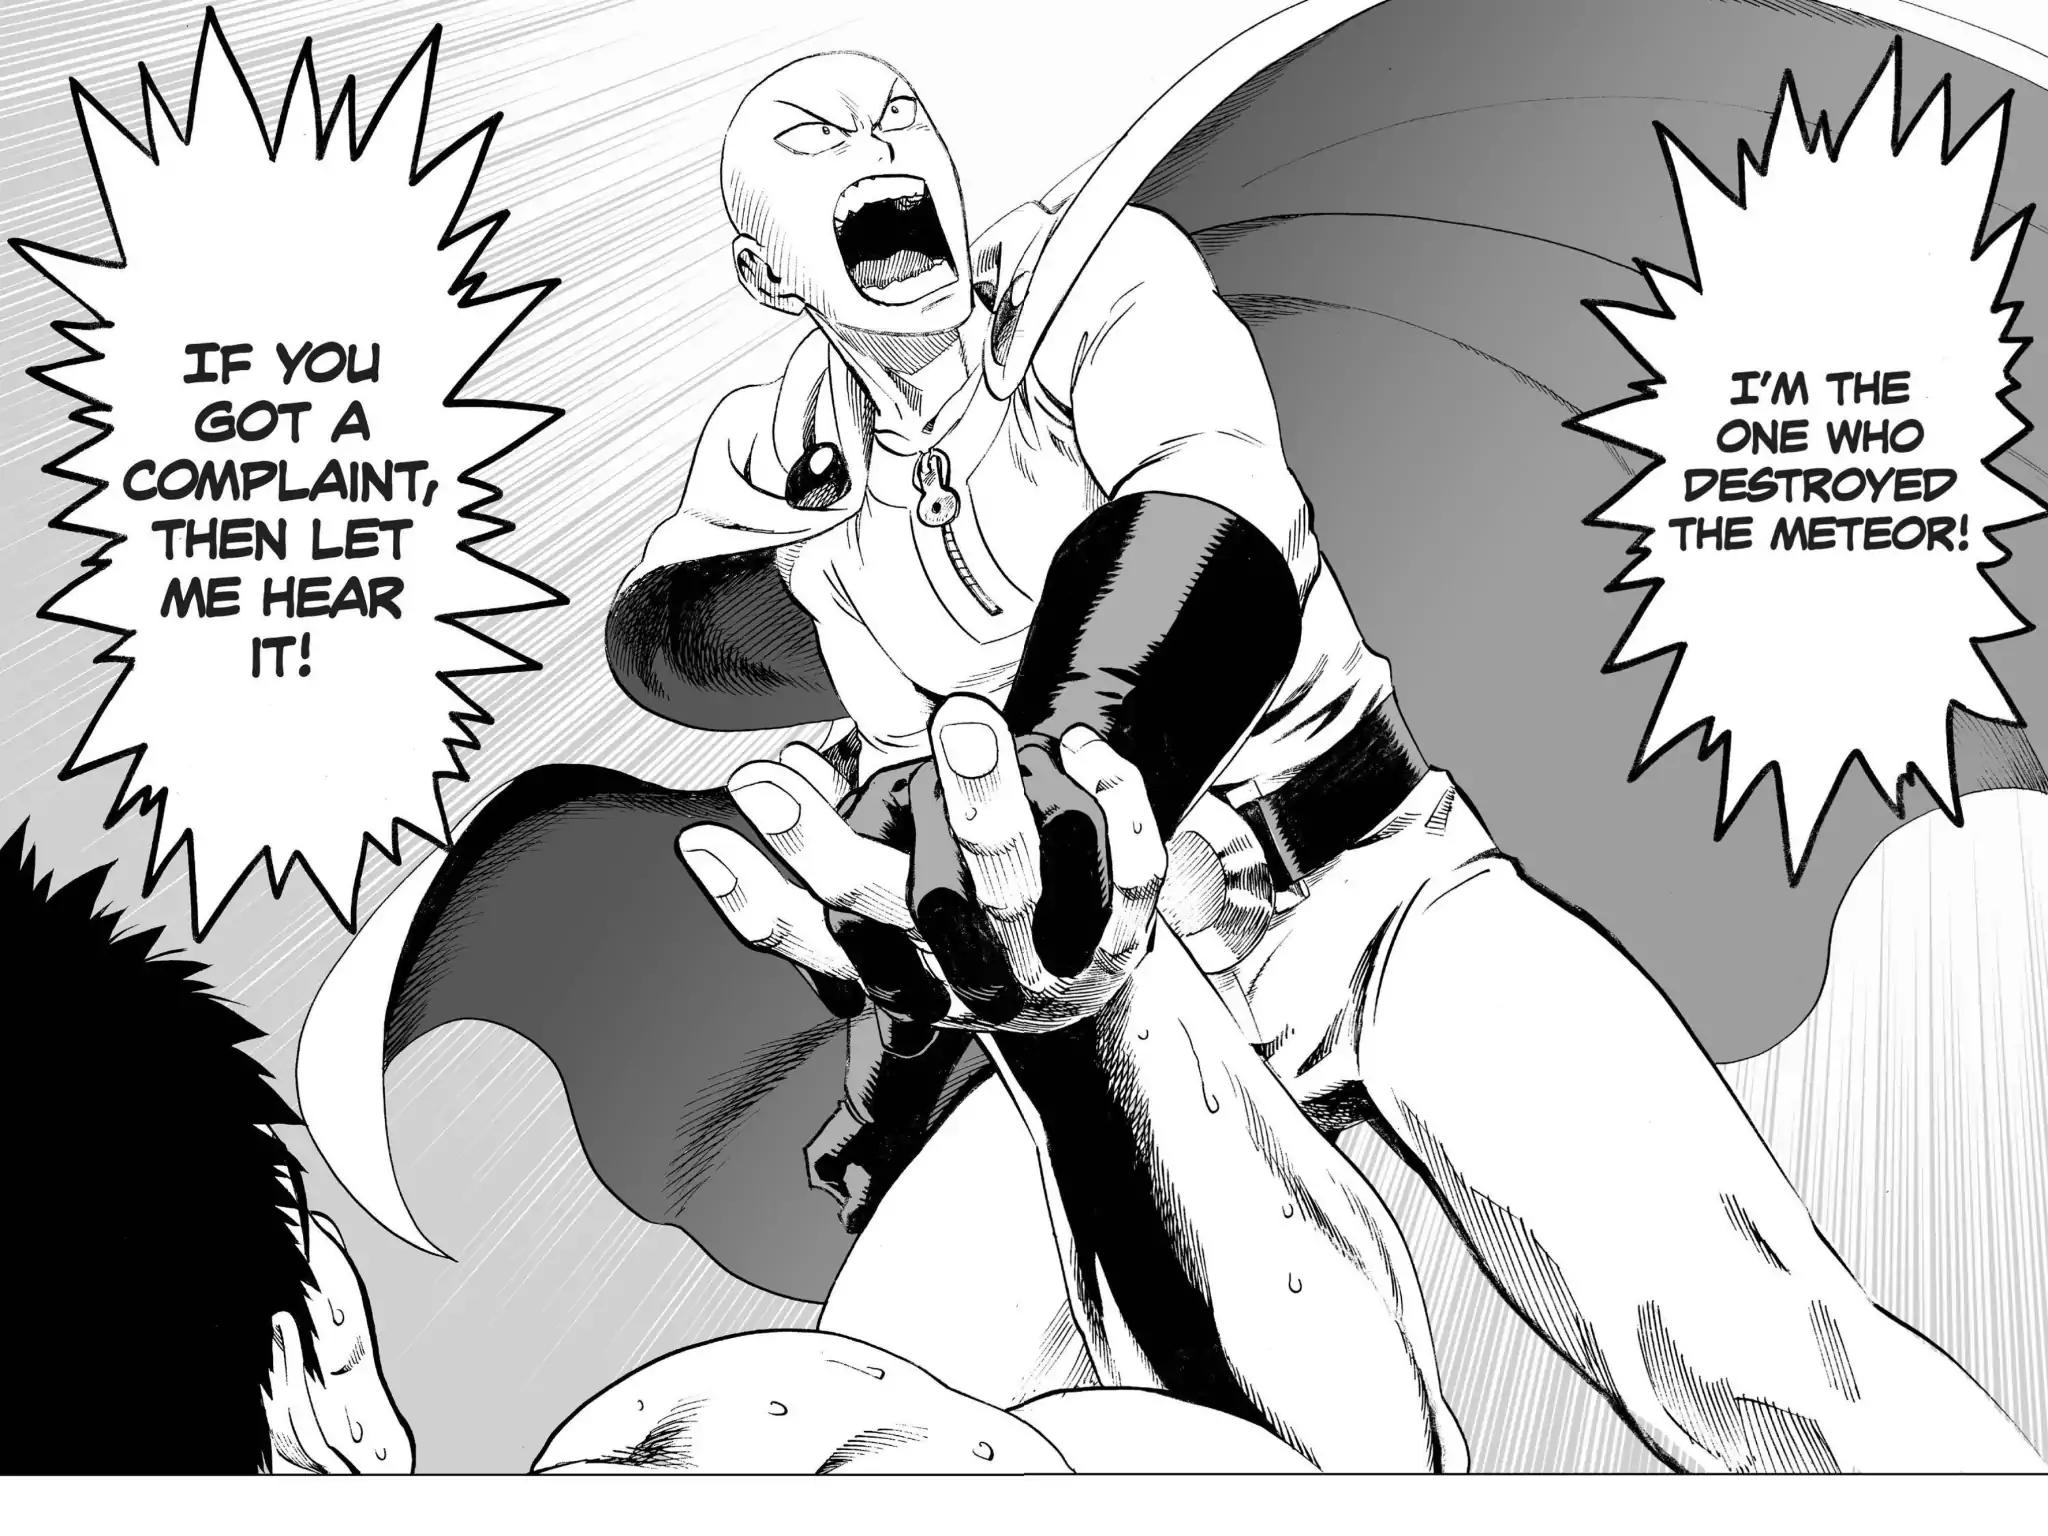 I'M THE
ONE WHO
DESTROYED
THE METEOR!
IF YOU
GOT A
COMPLAINT,
THEN LET
ME HEAR
IT!